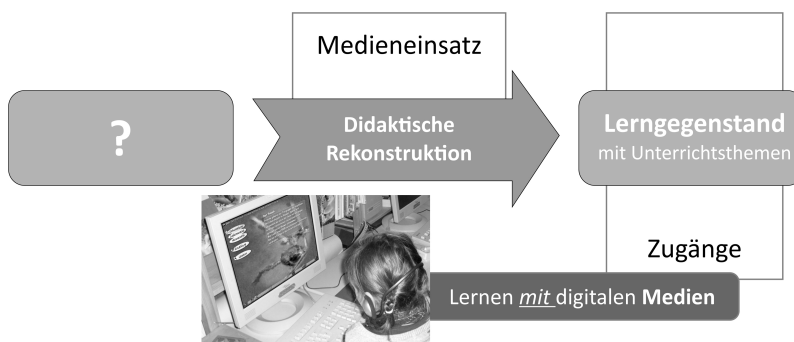 Medieneinsatz
?
Didaktische
Rekonstruktion
Lerngegenstand
mit Unterrichtsthemen
Zugänge
Lernen mit digitalen Medien